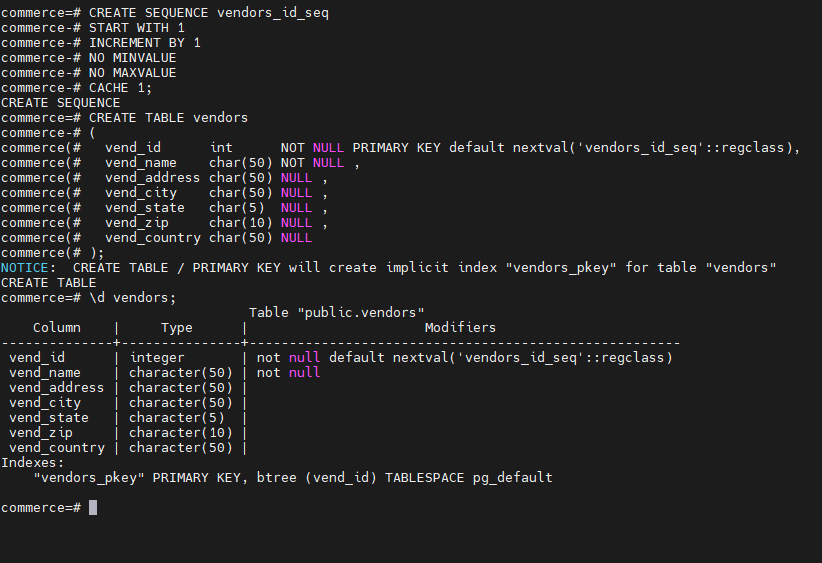 commerce=# CREATE SEQUENCE vendors_id_seq
commerce-# START WITH 1
commerce-# INCREMENT BY 1
commerce-# NO MINVALUE
commerce-# NO MAXVALUE
commerce-# CACHE 1;
CREATE SEQUENCE
commerce=# CREATE TABLE vendors
commerce-# (
commerce(#   vend_id      int      NOT NULL PRIMARY KEY default nextval('vendors_id_seq'::regclass),
commerce(#   vend_name    char(50) NOT NULL ,
commerce(#   vend_address char(50) NULL ,
commerce(#   vend_city    char(50) NULL ,
commerce(#   vend_state   char(5)  NULL ,
commerce(#   vend_zip     char(10) NULL ,
commerce(#   vend_country char(50) NULL
commerce(# );
NOTICE:  CREATE TABLE / PRIMARY KEY will create implicit index "vendors_pkey" for table "vendors"
CREATE TABLE
commerce=# \d vendors;
                               Table "public.vendors"
    Column    |     Type      |                      Modifiers
--------------+---------------+------------------------------------------------------
 vend_id      | integer       | not null default nextval('vendors_id_seq'::regclass)
 vend_name    | character(50) | not null
 vend_address | character(50) |
 vend_city    | character(50) |
 vend_state   | character(5)  |
 vend_zip     | character(10) |
 vend_country | character(50) |
Indexes:
    "vendors_pkey" PRIMARY KEY, btree (vend_id) TABLESPACE pg_default
commerce=#